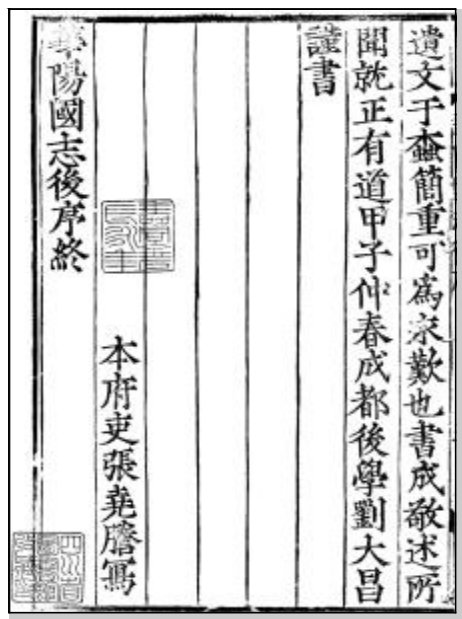 遺文于蠹簡重可爲永歎也書成敬述所
聞就正有道甲子仲春成都後學劉大昌
謹書
本府吏張堯謄寫
華陽國志後序終